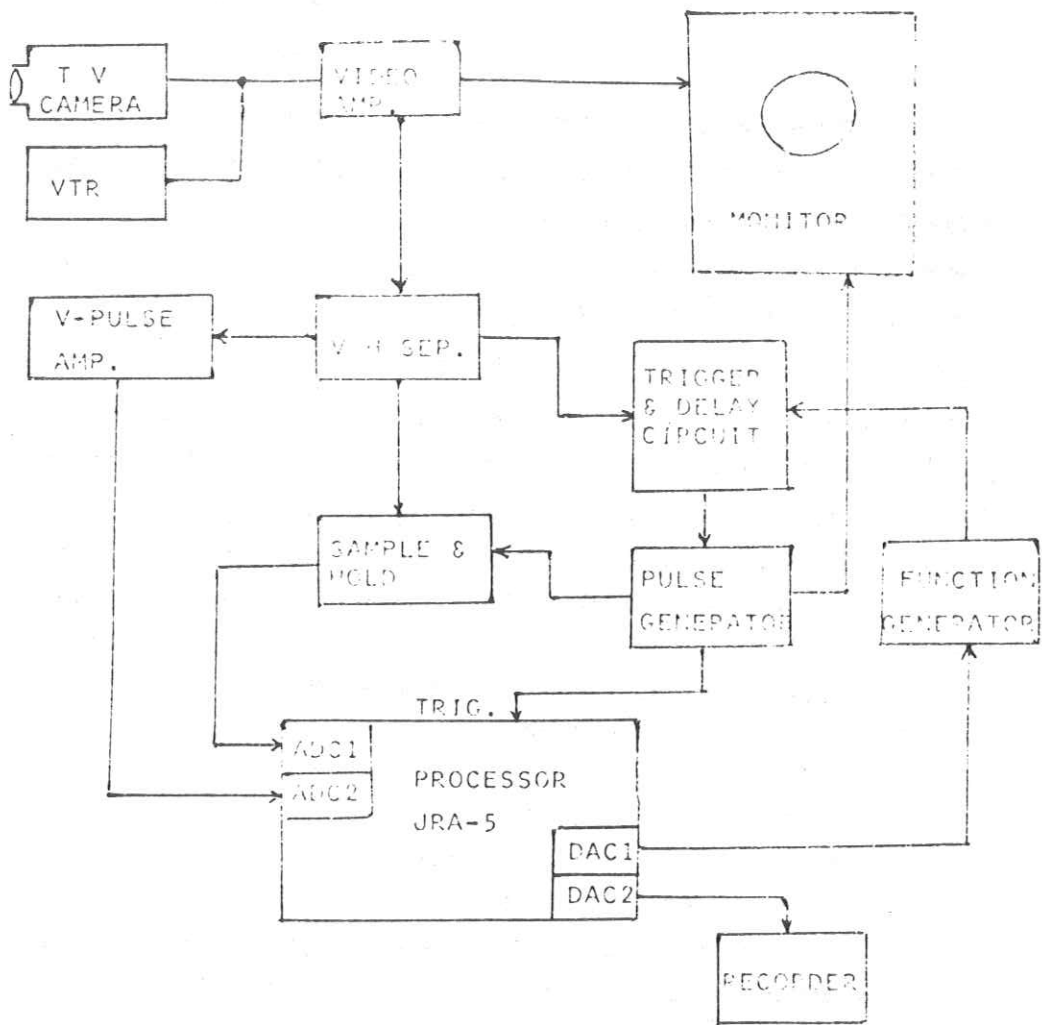 T V
CAMERA
VIDEO
AMP.
VTR
MONITOR
V-PULSE
AMP.
V H SEP.
TRIGGER
& DELAY
CIRCUIT
SAMPLE &
HOLD
PULSE
GENERATOR
FUNCTION
GENERATOR
TRIG.
ADC1
ADC2
PROCESSOR
JRA-5
DAC1
DAC2
RECORDER